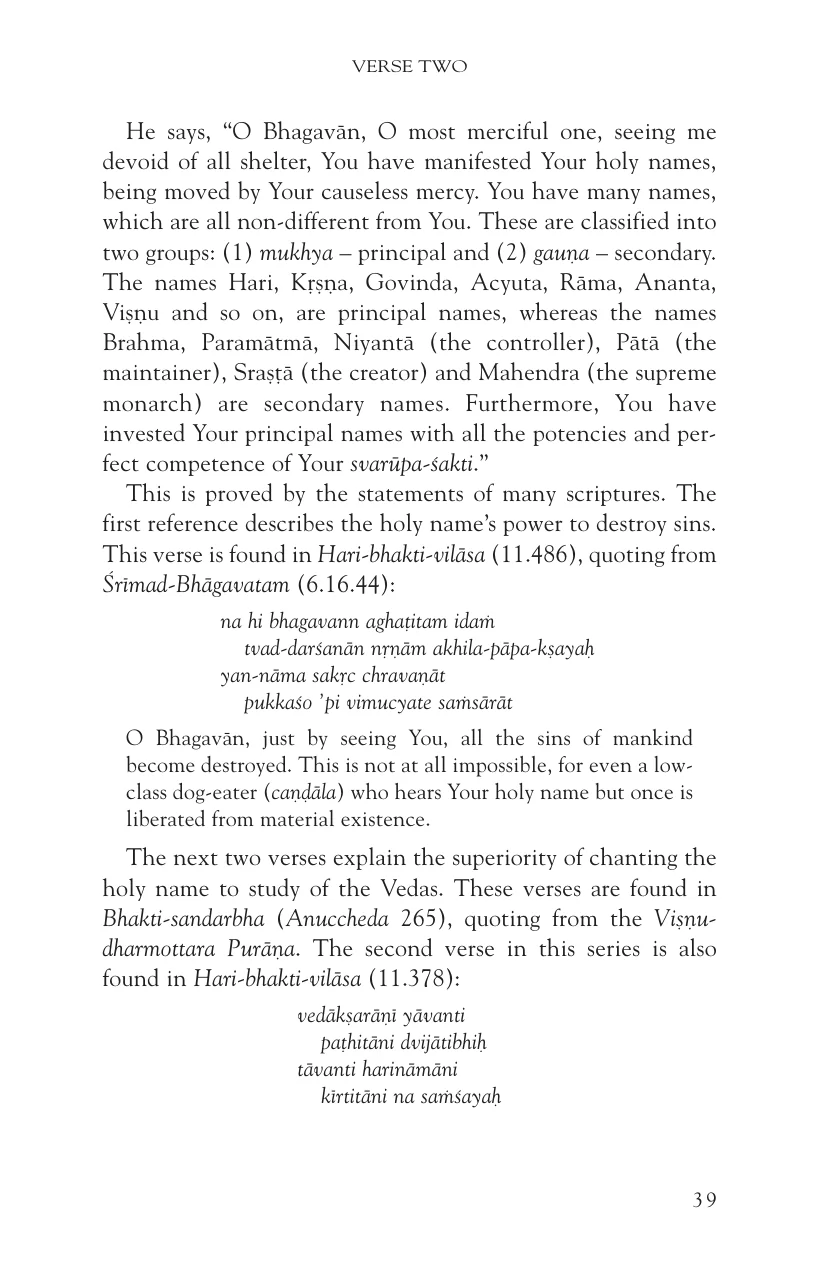 VERSE TWO
He says, “O Bhagavān, O most merciful one, seeing me
devoid of all shelter, You have manifested Your holy names,
being moved by Your causeless mercy. You have many names,
which are all non-different from You. These are classified into
two groups: (1) mukhya – principal and (2) gauṇa – secondary.
The names Hari, Kṛṣṇa, Govinda, Acyuta, Rāma, Ananta,
Viṣṇu and so on, are principal names, whereas the names
Brahma, Paramātmā, Niyantā (the controller), Pātā (the
maintainer), Sraṣṭā (the creator) and Mahendra (the supreme
monarch) are secondary names. Furthermore, You have
invested Your principal names with all the potencies and per-
fect competence of Your svarūpa-śakti.”
This is proved by the statements of many scriptures. The
first reference describes the holy name’s power to destroy sins.
This verse is found in Hari-bhakti-vilāsa (11.486), quoting from
Śrīmad-Bhāgavatam (6.16.44):
na hi bhagavann aghaṭitam idaṁ
tvad-darśanān nṛṇām akhila-pāpa-kṣayaḥ
yan-nāma sakṛc chravaṇāt
pukkaśo ’pi vimucyate saṁsārāt
O Bhagavān, just by seeing You, all the sins of mankind
become destroyed. This is not at all impossible, for even a low-
class dog-eater (caṇḍāla) who hears Your holy name but once is
liberated from material existence.
The next two verses explain the superiority of chanting the
holy name to study of the Vedas. These verses are found in
Bhakti-sandarbha (Anuccheda 265), quoting from the Viṣṇu-
dharmottara Purāṇa. The second verse in this series is also
found in Hari-bhakti-vilāsa (11.378):
vedākṣarāṇī yāvanti
paṭhitāni dvijātibhiḥ
tāvanti harināmāni
kīrtitāni na saṁśayaḥ
39